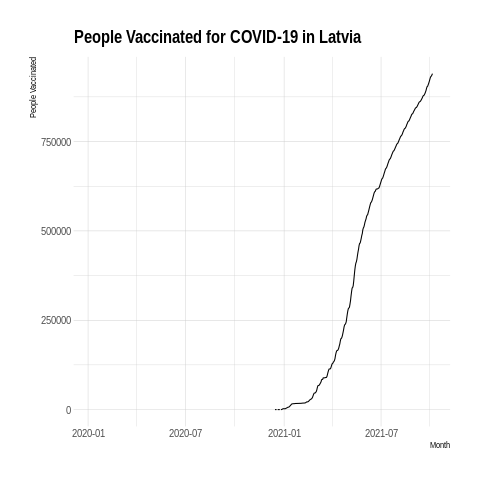 People Vaccinated for COVID-19 in Latvia
People Vaccinated
750000
500000
250000
0
2020-01 2020-07 2021-01 2021-07
Month